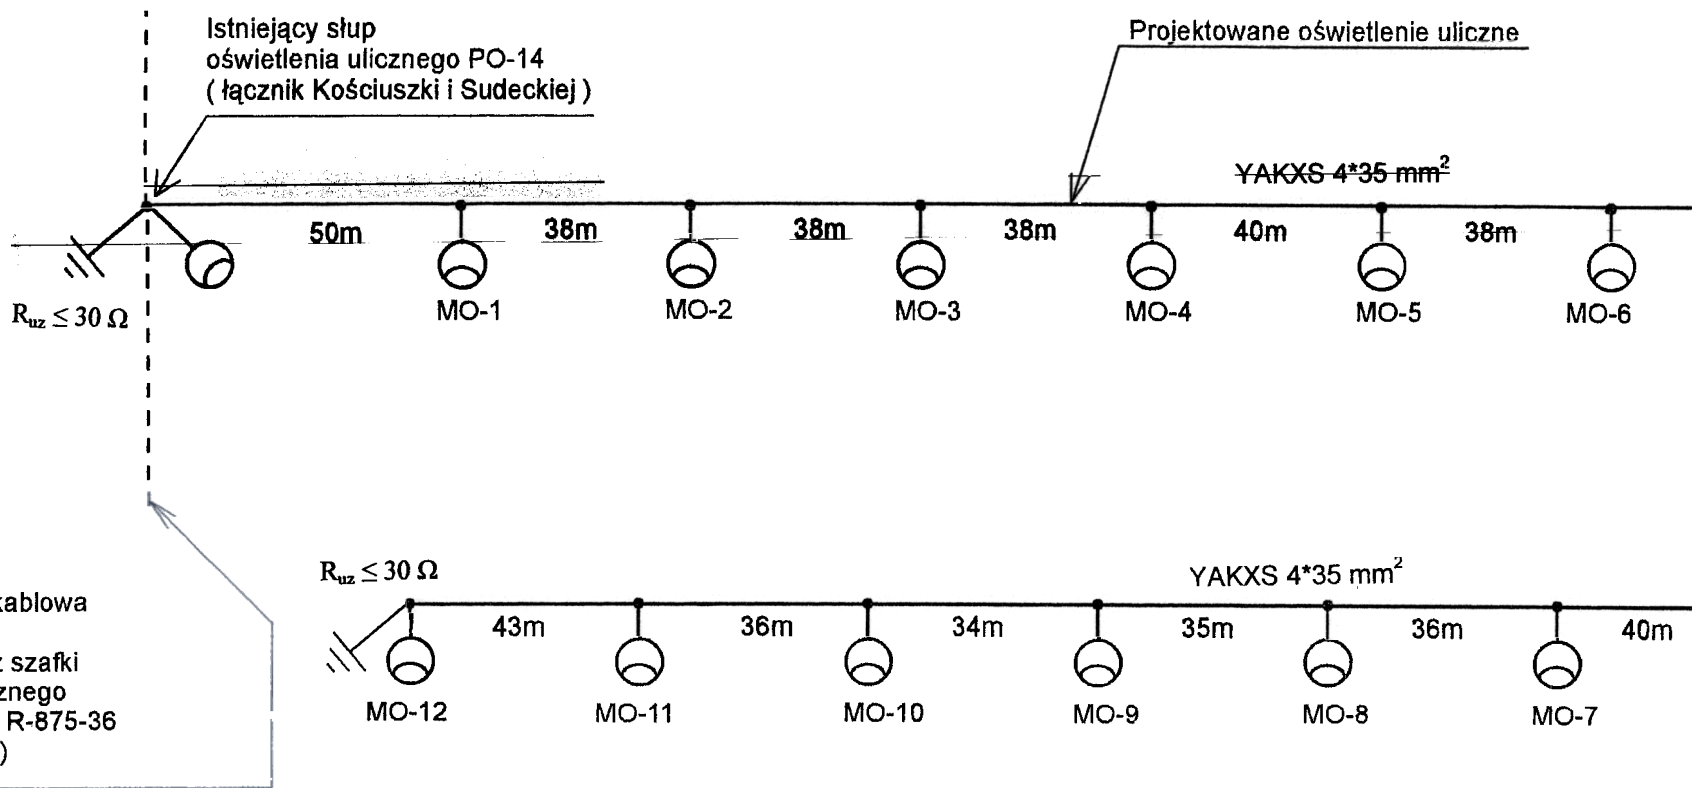 Istniejący słup
oświetlenia ulicznego PO-14
( łącznik Kościuszki i Sudeckiej )
Projektowane oświetlenie uliczne
YAKXS 4*35 mm²
50m 38m 38m 38m 40m 38m
R_uz ≤ 30 Ω
MO-1 MO-2 MO-3 MO-4 MO-5 MO-6
R_uz ≤ 30 Ω
YAKXS 4*35 mm²
43m 36m 34m 35m 36m 40m
MO-12 MO-11 MO-10 MO-9 MO-8 MO-7
kablowa
z szafki
znego
R-875-36
)